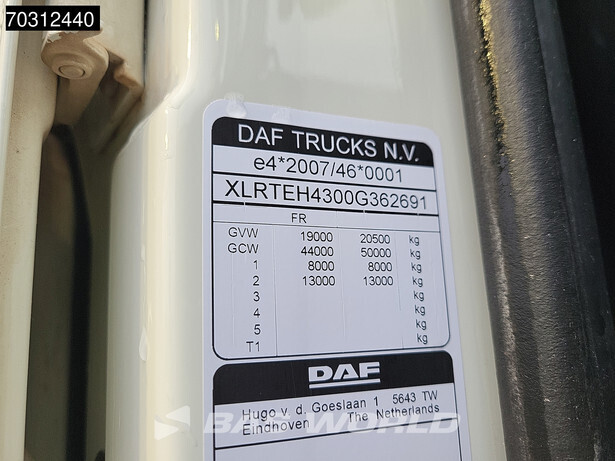 70312440
DAF TRUCKS N.V.
e4*2007/46*0001
XLRTEH4300G362691
FR
GVW 19000 20500 kg
GCW 44000 50000 kg
1 8000 8000 kg
2 13000 13000 kg
3 kg
4 kg
5 kg
T1 kg
DAF
Hugo v. d. Goeslaan 1 5643 TW
Eindhoven The Netherlands
BAS WORLD